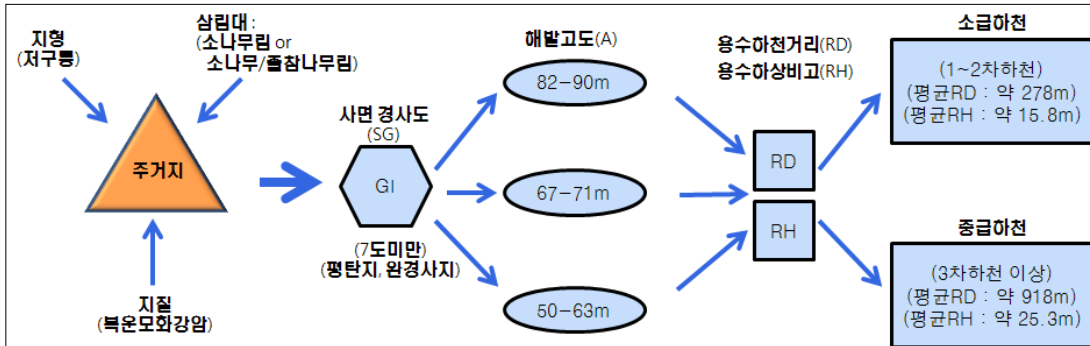 지형
(저구릉)
삼림대 :
(소나무림 or
소나무/졸참나무림)
주거지
지질
(복운모화강암)
사면 경사도
(SG)
GI
(7도미만)
(평탄지, 완경사지)
해발고도(A)
82-90m
67-71m
50-63m
용수하천거리(RD)
용수하상비고(RH)
RD
RH
소급하천
(1~2차하천)
(평균RD : 약 278m)
(평균RH : 약 15.8m)
중급하천
(3차하천 이상)
(평균RD : 약 918m)
(평균RH : 약 25.3m)